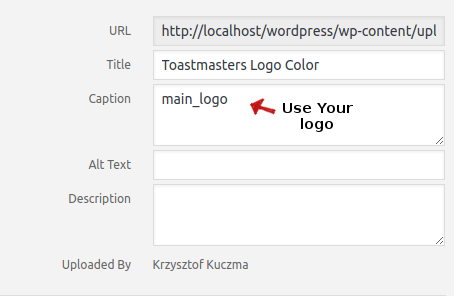 URL http://localhost/wordpress/wp-content/upl
Title Toastmasters Logo Color
Caption main_logo
Use Your
logo
Alt Text
Description
Uploaded By Krzysztof Kuczma